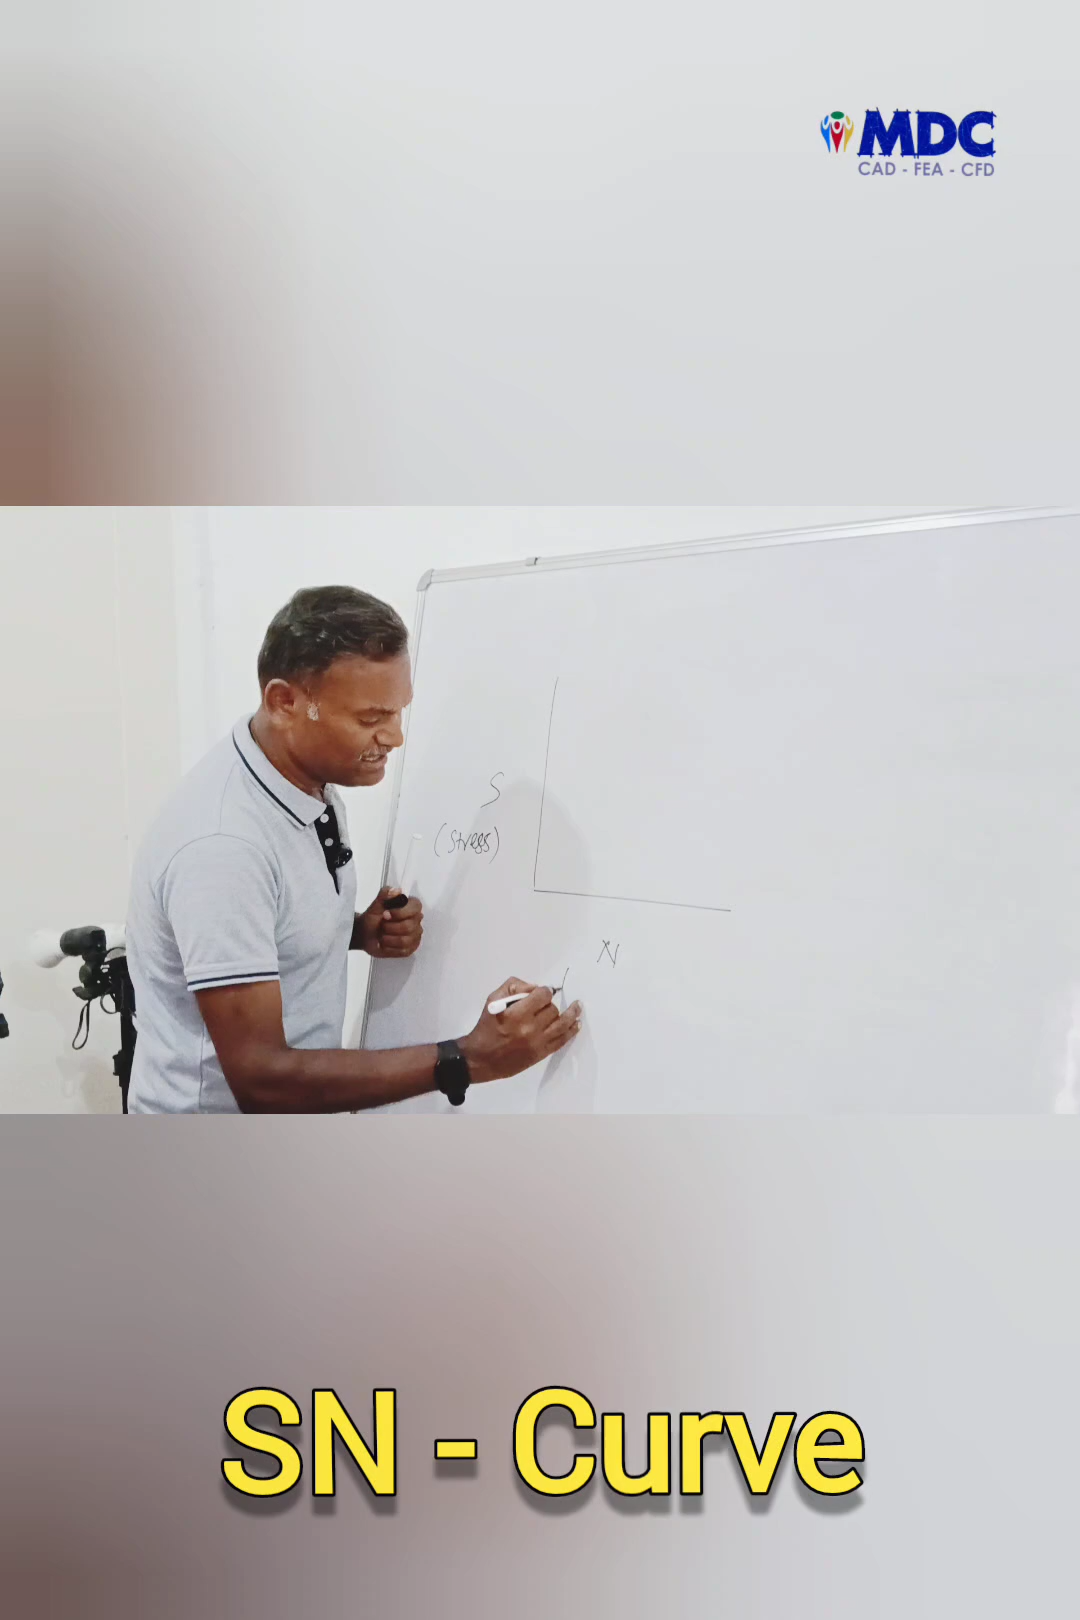 MDC
CAD - FEA - CFD
S
(Stress)
N
SN - Curve